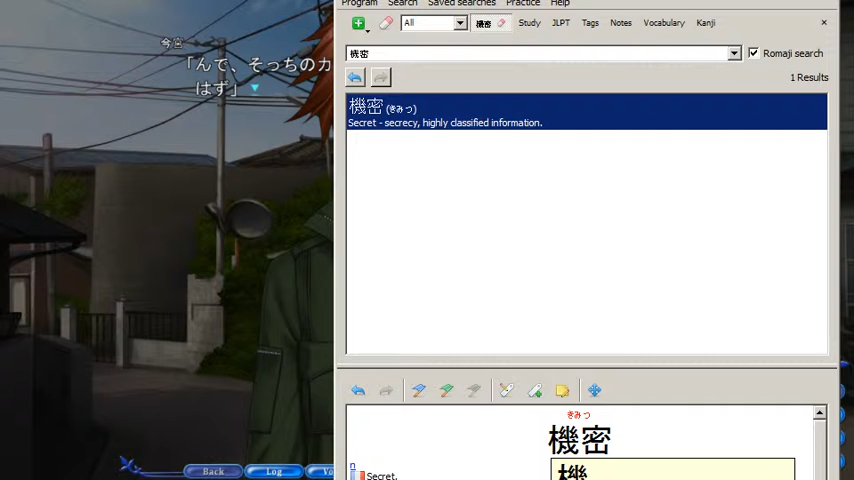 今宮
「んで、そっちのカ
はず」
Back
Log
Program Search Saved searches Practice Help
All
機密
Study JLPT Tags Notes Vocabulary Kanji
×
機密
Romaji search
1 Results
機密 (きみつ)
Secret - secrecy, highly classified information.
きみつ
機密
n
Secret.
機